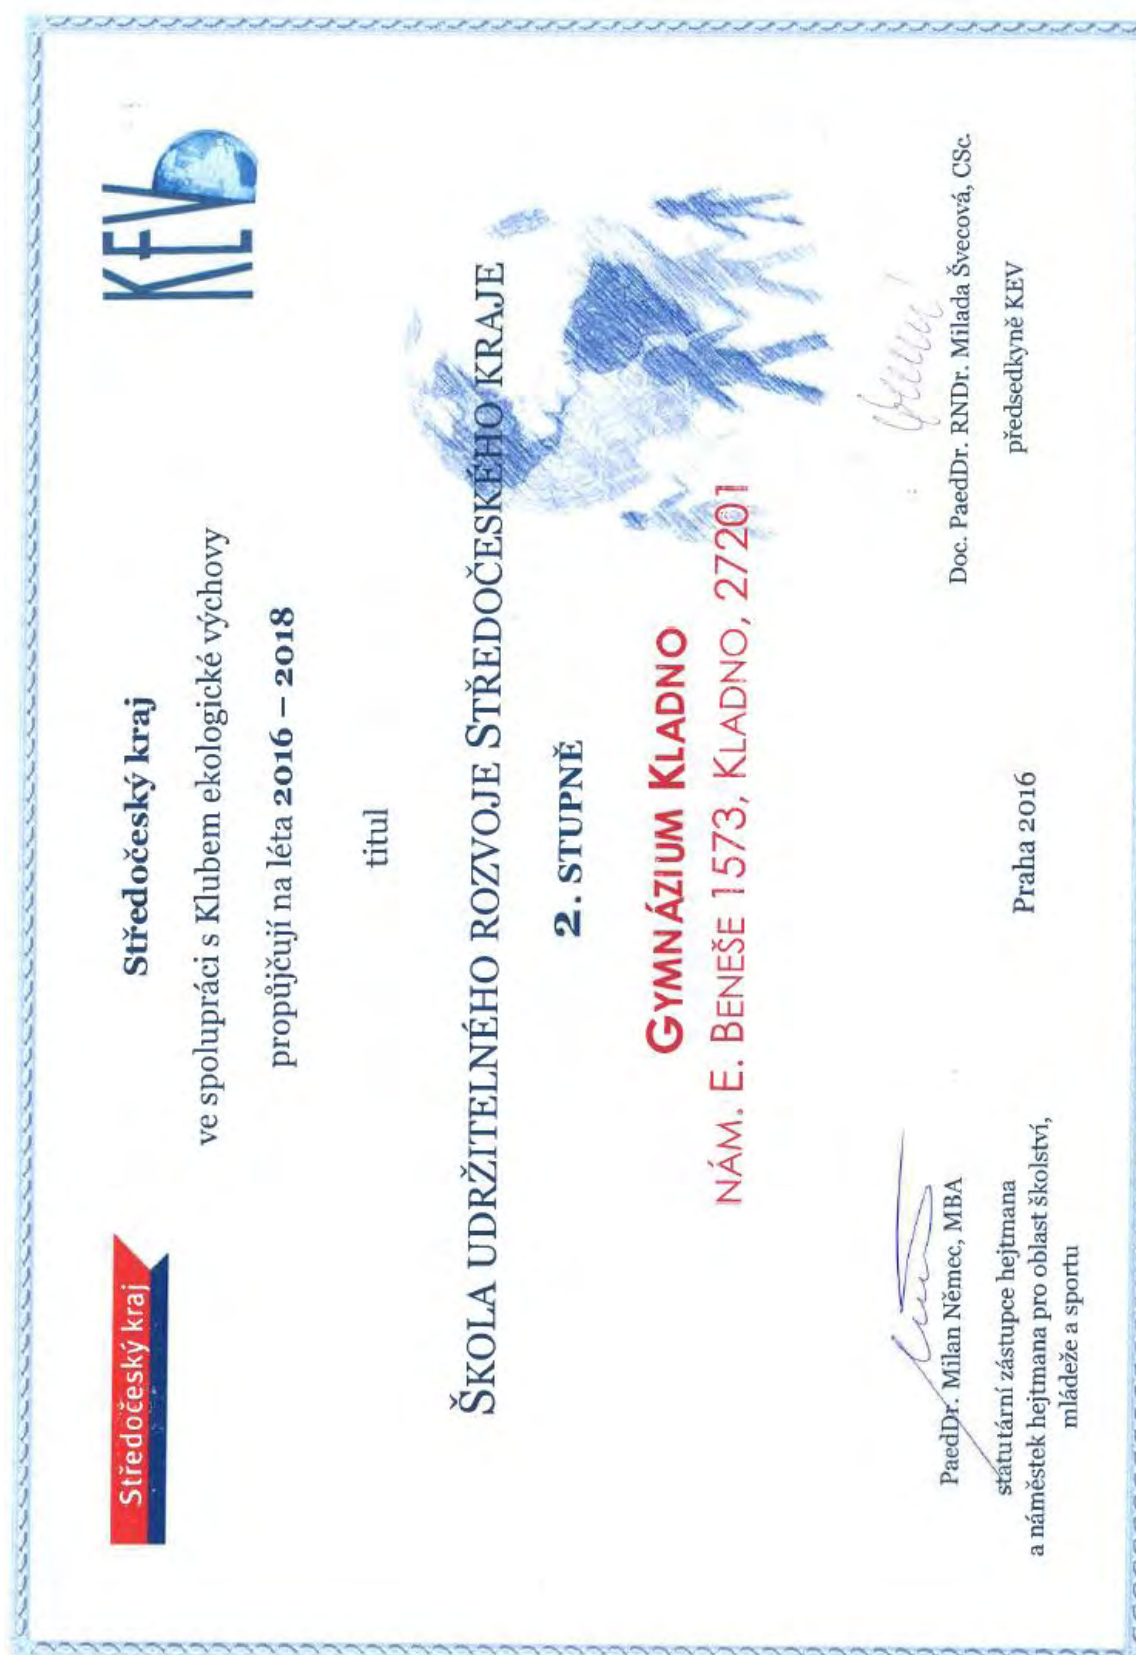 Středočeský kraj
KEV
Středočeský kraj
ve spolupráci s Klubem ekologické výchovy
propůjčují na léta 2016 – 2018
titul
ŠKOLA UDRŽITELNÉHO ROZVOJE STŘEDOČESKÉHO KRAJE
2. STUPNĚ
GYMNÁZIUM KLADNO
NÁM. E. BENEŠE 1573, KLADNO, 27201
PaedDr. Milan Němec, MBA
statutární zástupce hejtmana
a náměstek hejtmana pro oblast školství,
mládeže a sportu
Praha 2016
Doc. PaedDr. RNDr. Milada Švecová, CSc.
předsedkyně KEV